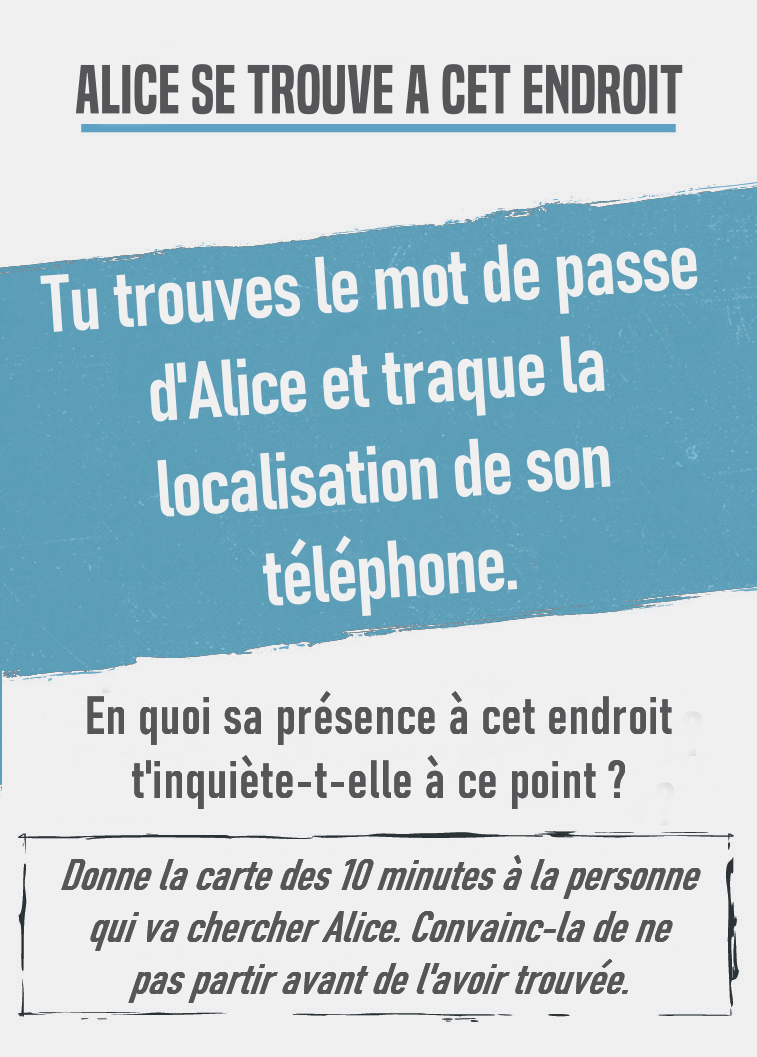 ALICE SE TROUVE A CET ENDROIT
Tu trouves le mot de passe
d'Alice et traque la
localisation de son
téléphone.
En quoi sa présence à cet endroit
t'inquiète-t-elle à ce point ?
Donne la carte des 10 minutes à la personne
qui va chercher Alice. Convainc-la de ne
pas partir avant de l'avoir trouvée.